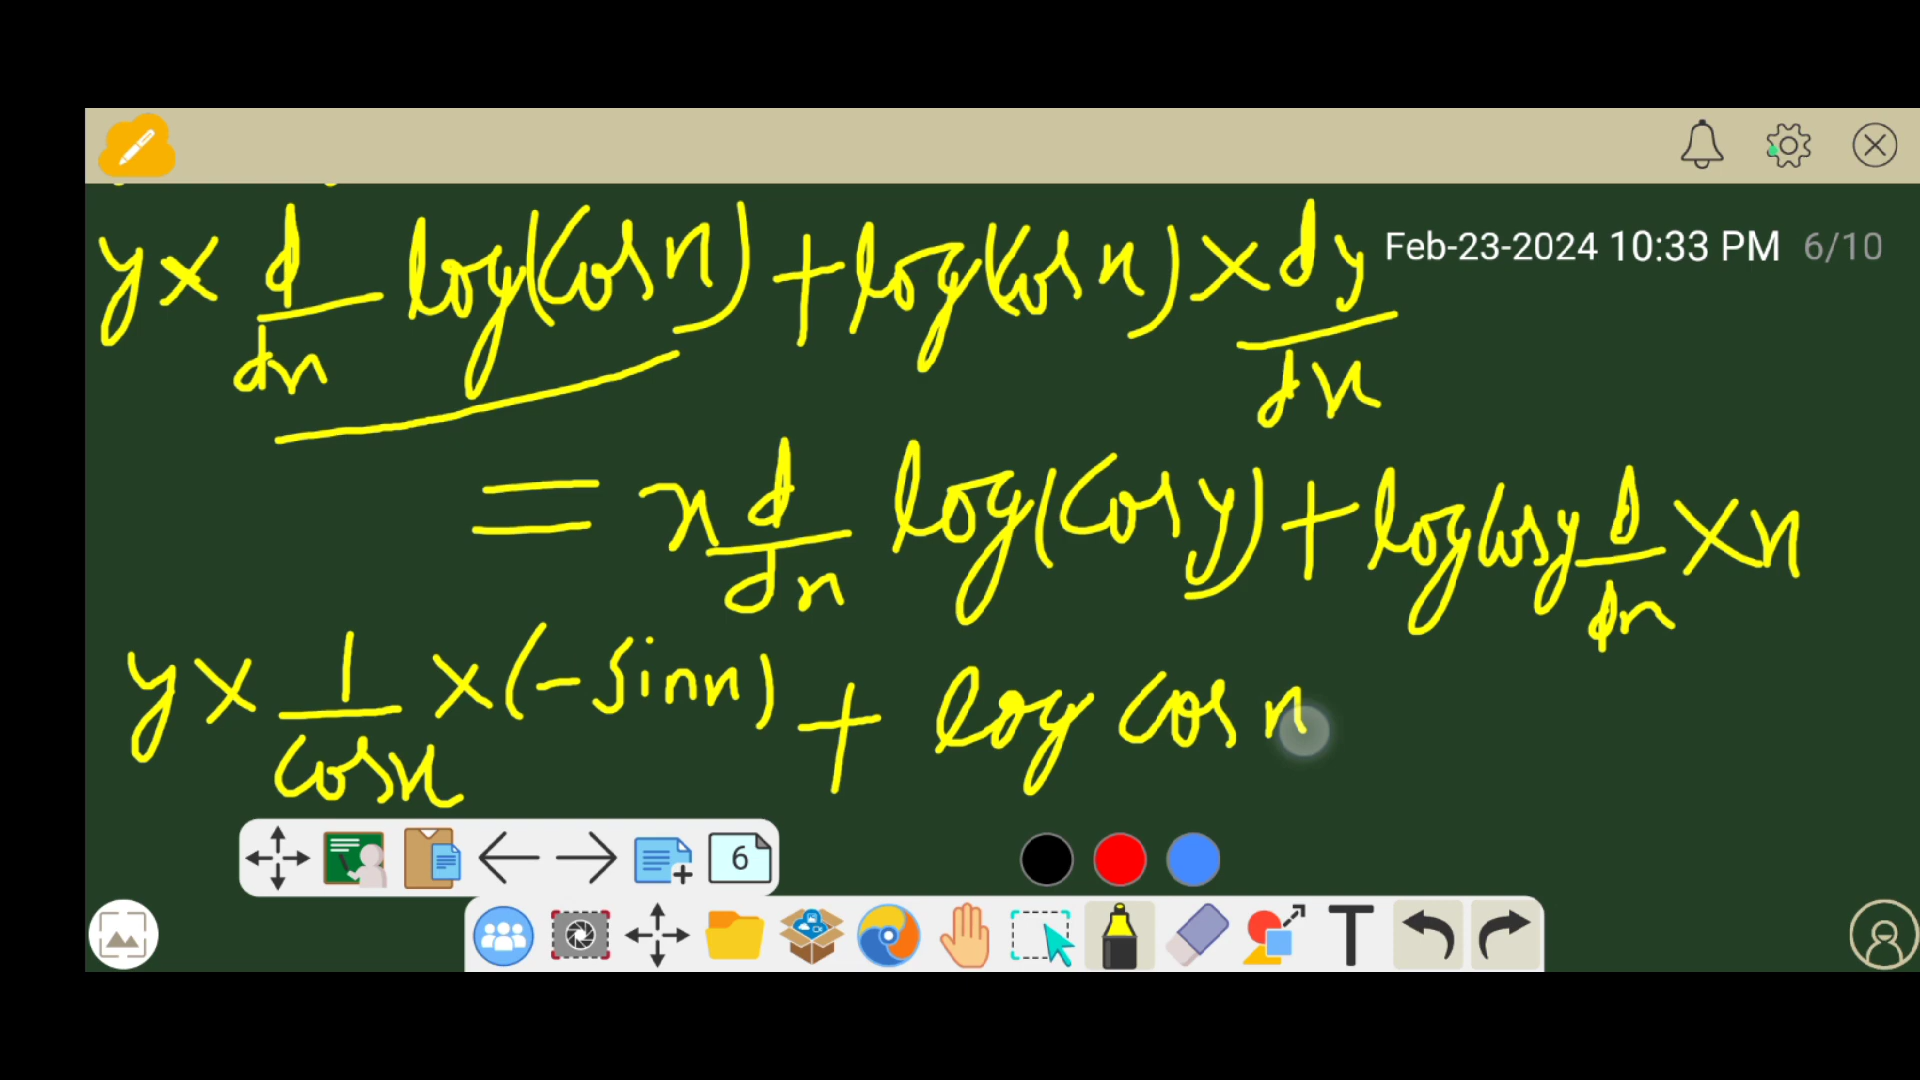 Feb-23-2024 10:33 PM 6/10
y × d/dx log(cos x) + log(cos x) × dy/dx
= x d/dx log(cos y) + log cos y d/dx × x
y × 1/cos x × (- sin x) + log cos x
6
T